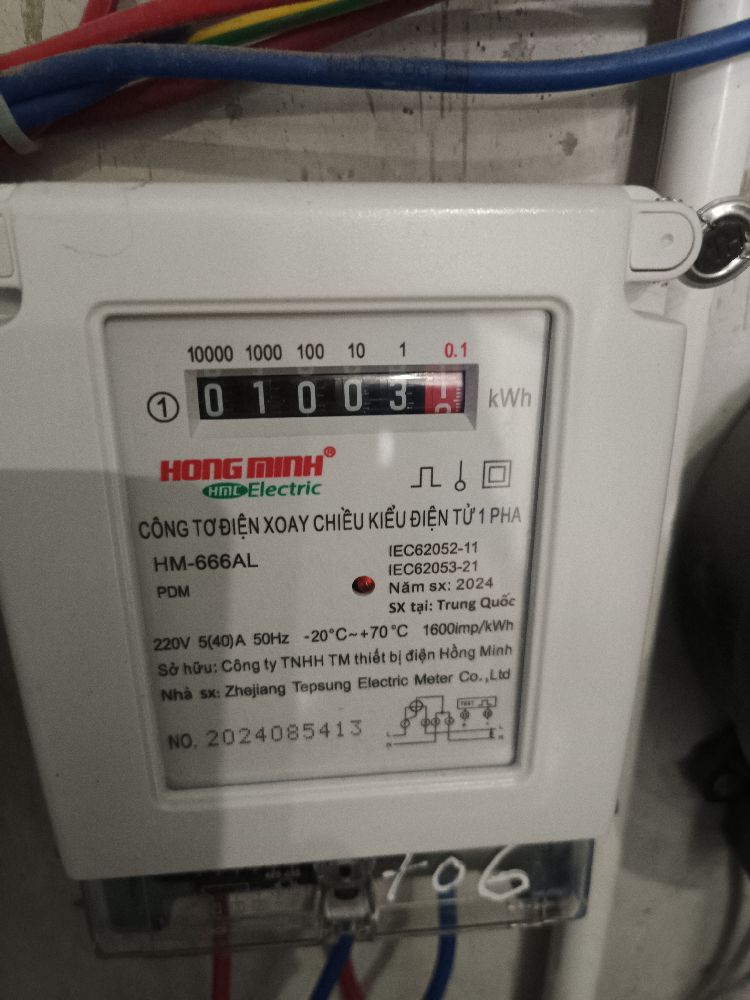 10000 1000 100 10 1 0.1
1 0 1 0 0 3 kWh
HONG MINH®
HMC Electric
CÔNG TƠ ĐIỆN XOAY CHIỀU KIỂU ĐIỆN TỬ 1 PHA
HM-666AL
PDM
IEC62052-11
IEC62053-21
Năm sx: 2024
SX tại: Trung Quốc
220V 5(40)A 50Hz -20°C~+70°C 1600imp/kWh
Sở hữu: Công ty TNHH TM thiết bị điện Hồng Minh
Nhà sx: Zhejiang Tepsung Electric Meter Co.,Ltd
NO. 2024085413
706